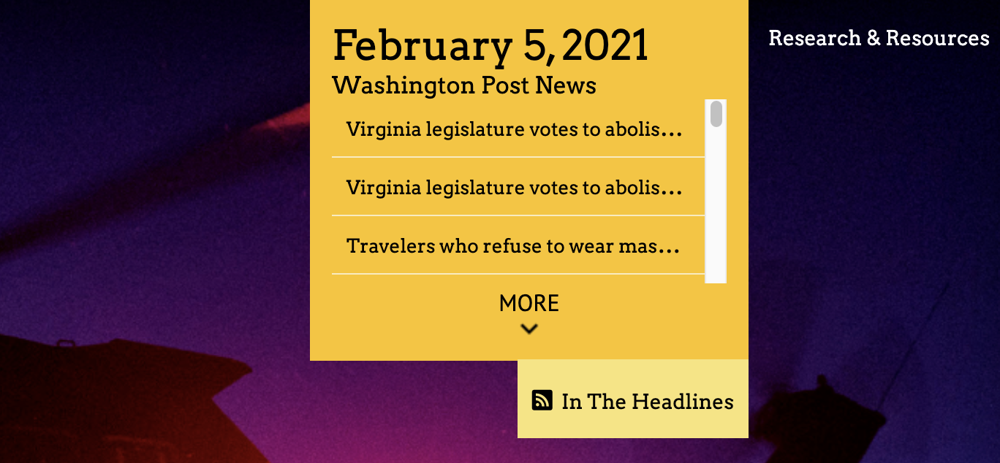 February 5, 2021
Research & Resources
Washington Post News
Virginia legislature votes to abolis...
Virginia legislature votes to abolis...
Travelers who refuse to wear mas...
MORE
In The Headlines